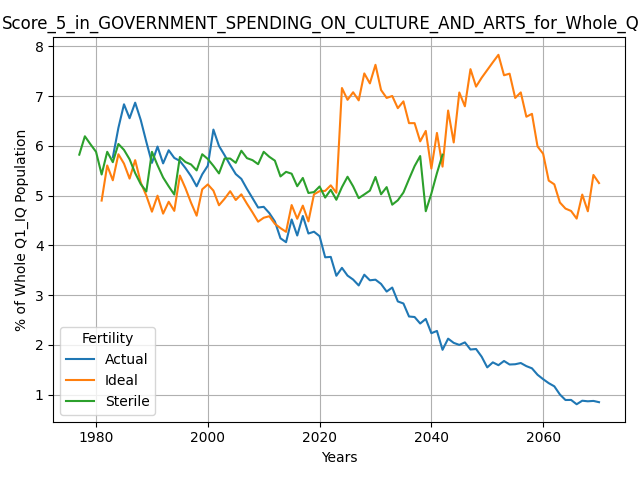 Score_5_in_GOVERNMENT_SPENDING_ON_CULTURE_AND_ARTS_for_Whole_Q
8
7
6
5
4
3
2
1
% of Whole Q1_IQ Population
Fertility
Actual
Ideal
Sterile
1980
2000
2020
2040
2060
Years